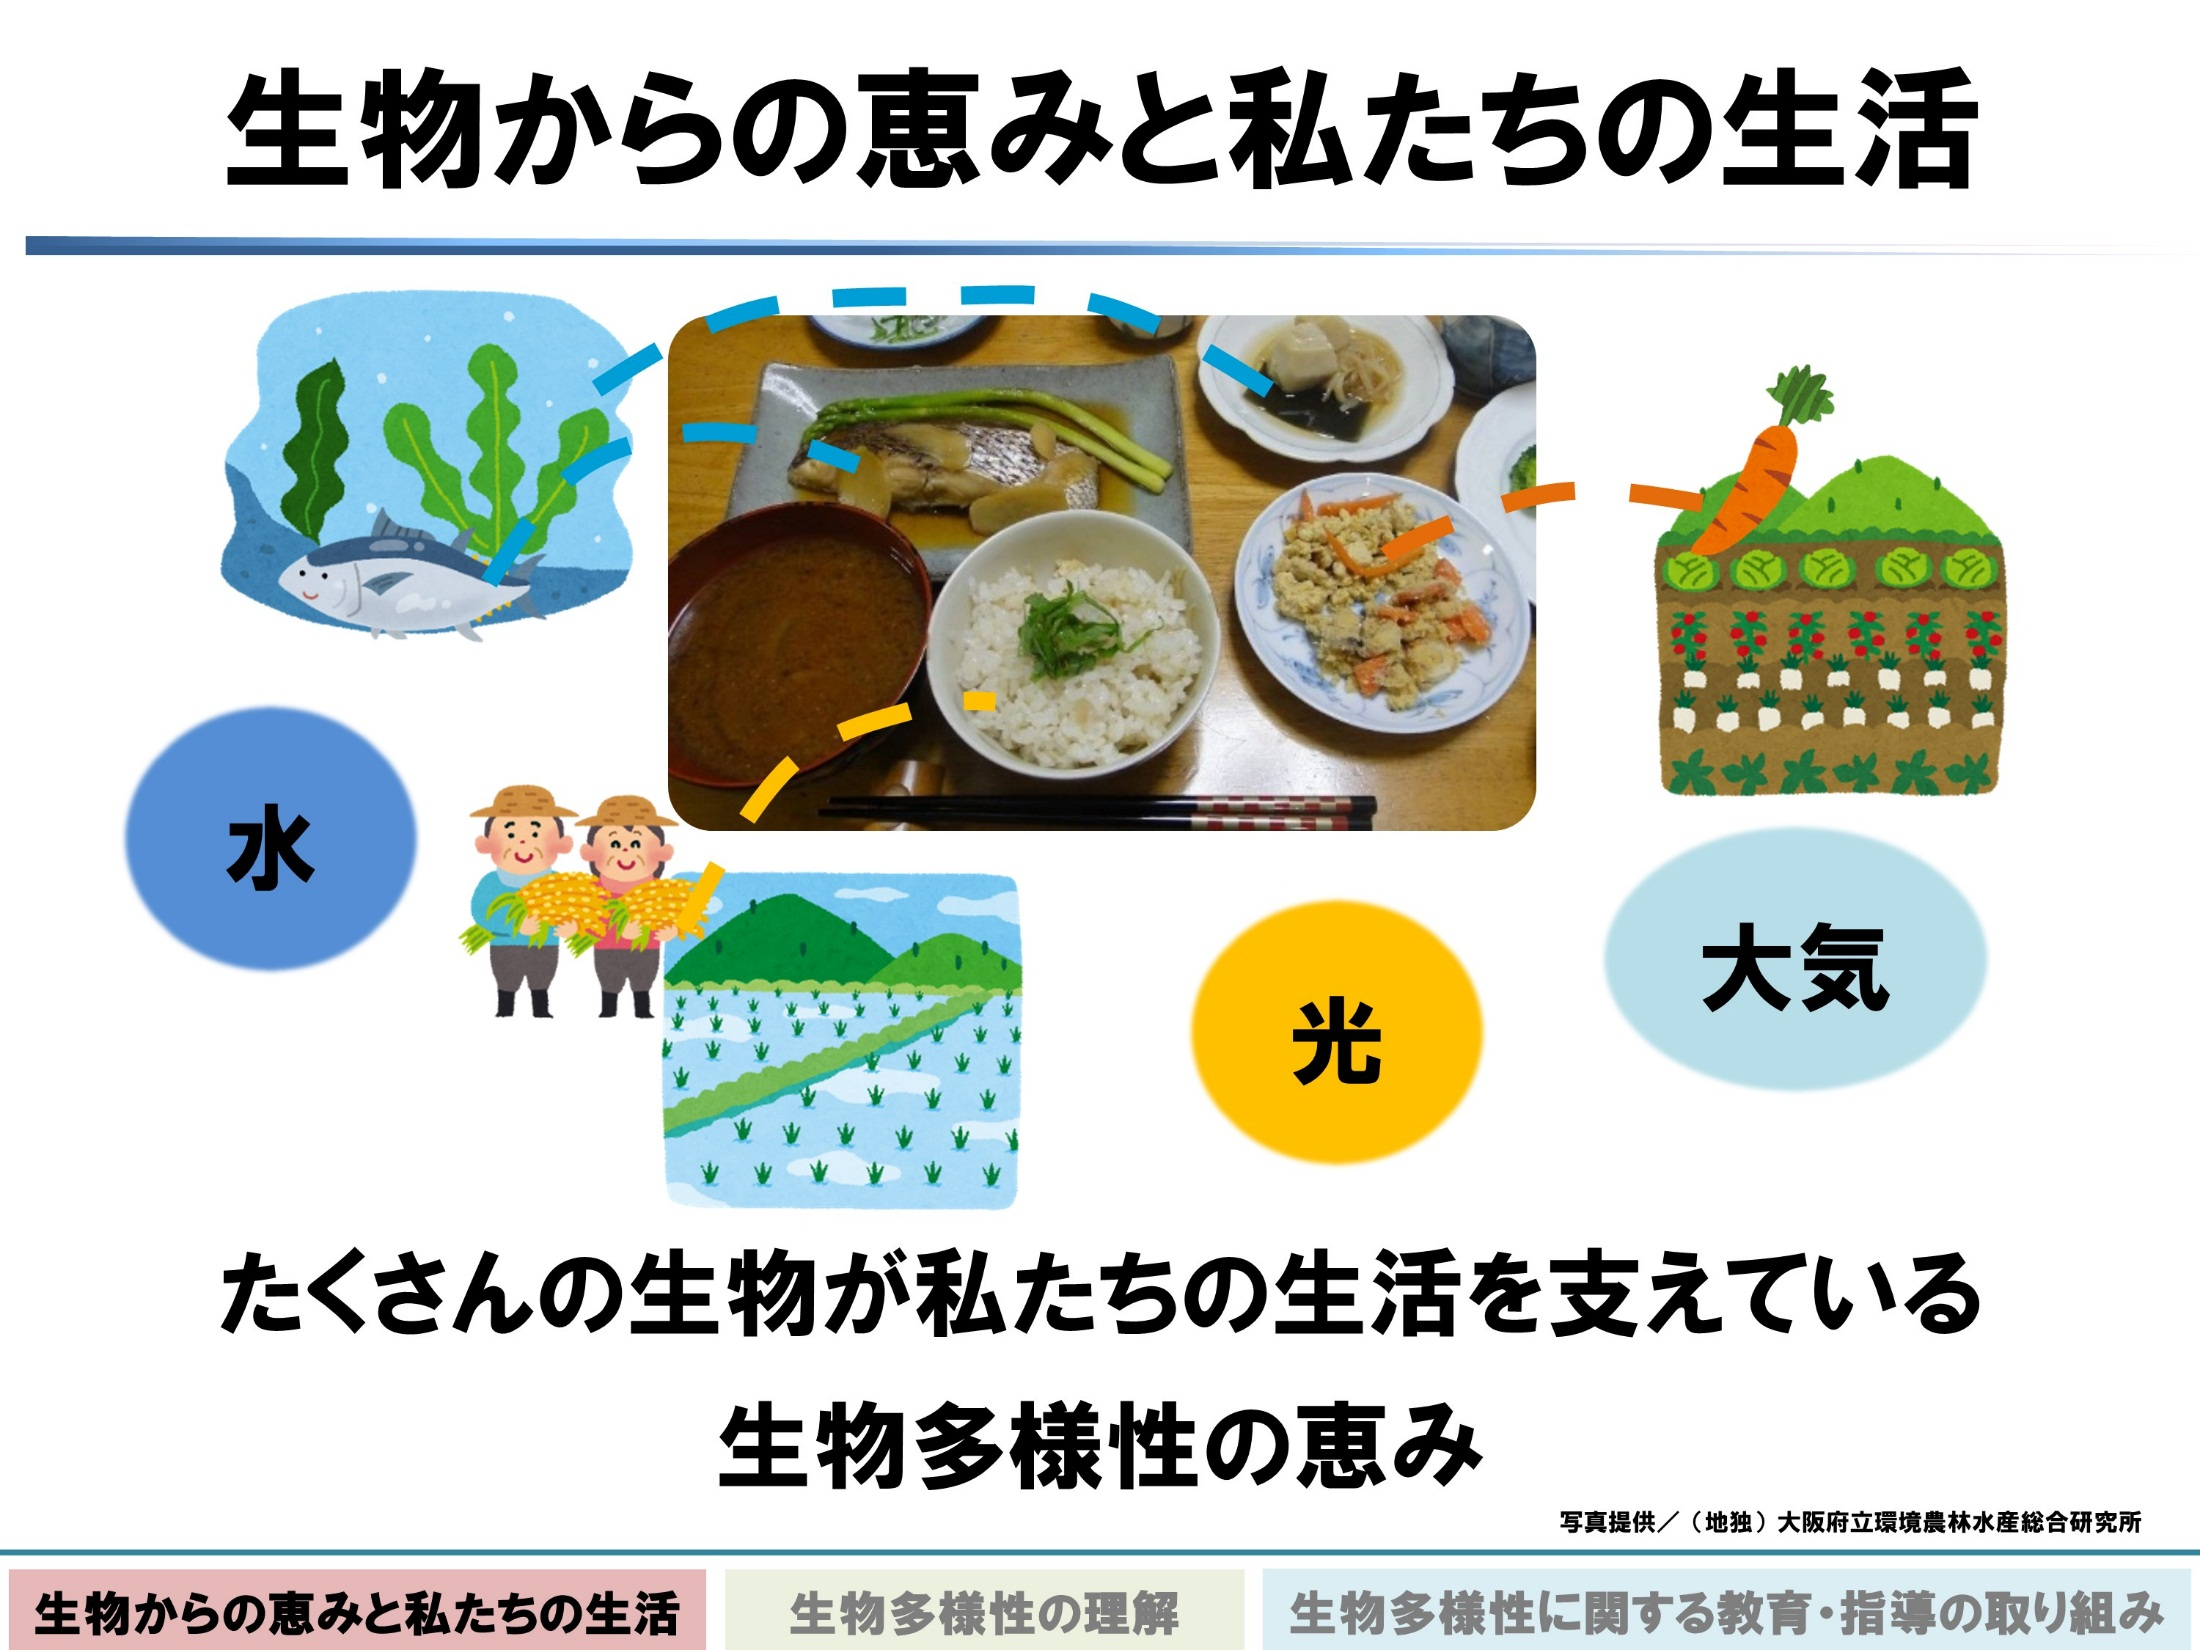 生物からの恵みと私たちの生活
水
光
大気
たくさんの生物が私たちの生活を支えている
生物多様性の恵み
写真提供／（地独）大阪府立環境農林水産総合研究所
生物からの恵みと私たちの生活
生物多様性の理解
生物多様性に関する教育・指導の取り組み